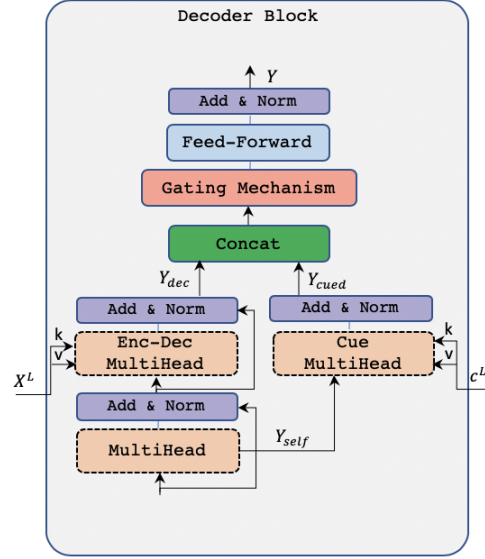 Decoder Block
Y
Add & Norm
Feed-Forward
Gating Mechanism
Concat
Y_dec
Y_cued
Add & Norm
Add & Norm
k
Enc-Dec
MultiHead
v
Cue
MultiHead
k
v
X^L
c^L
Add & Norm
MultiHead
Y_self